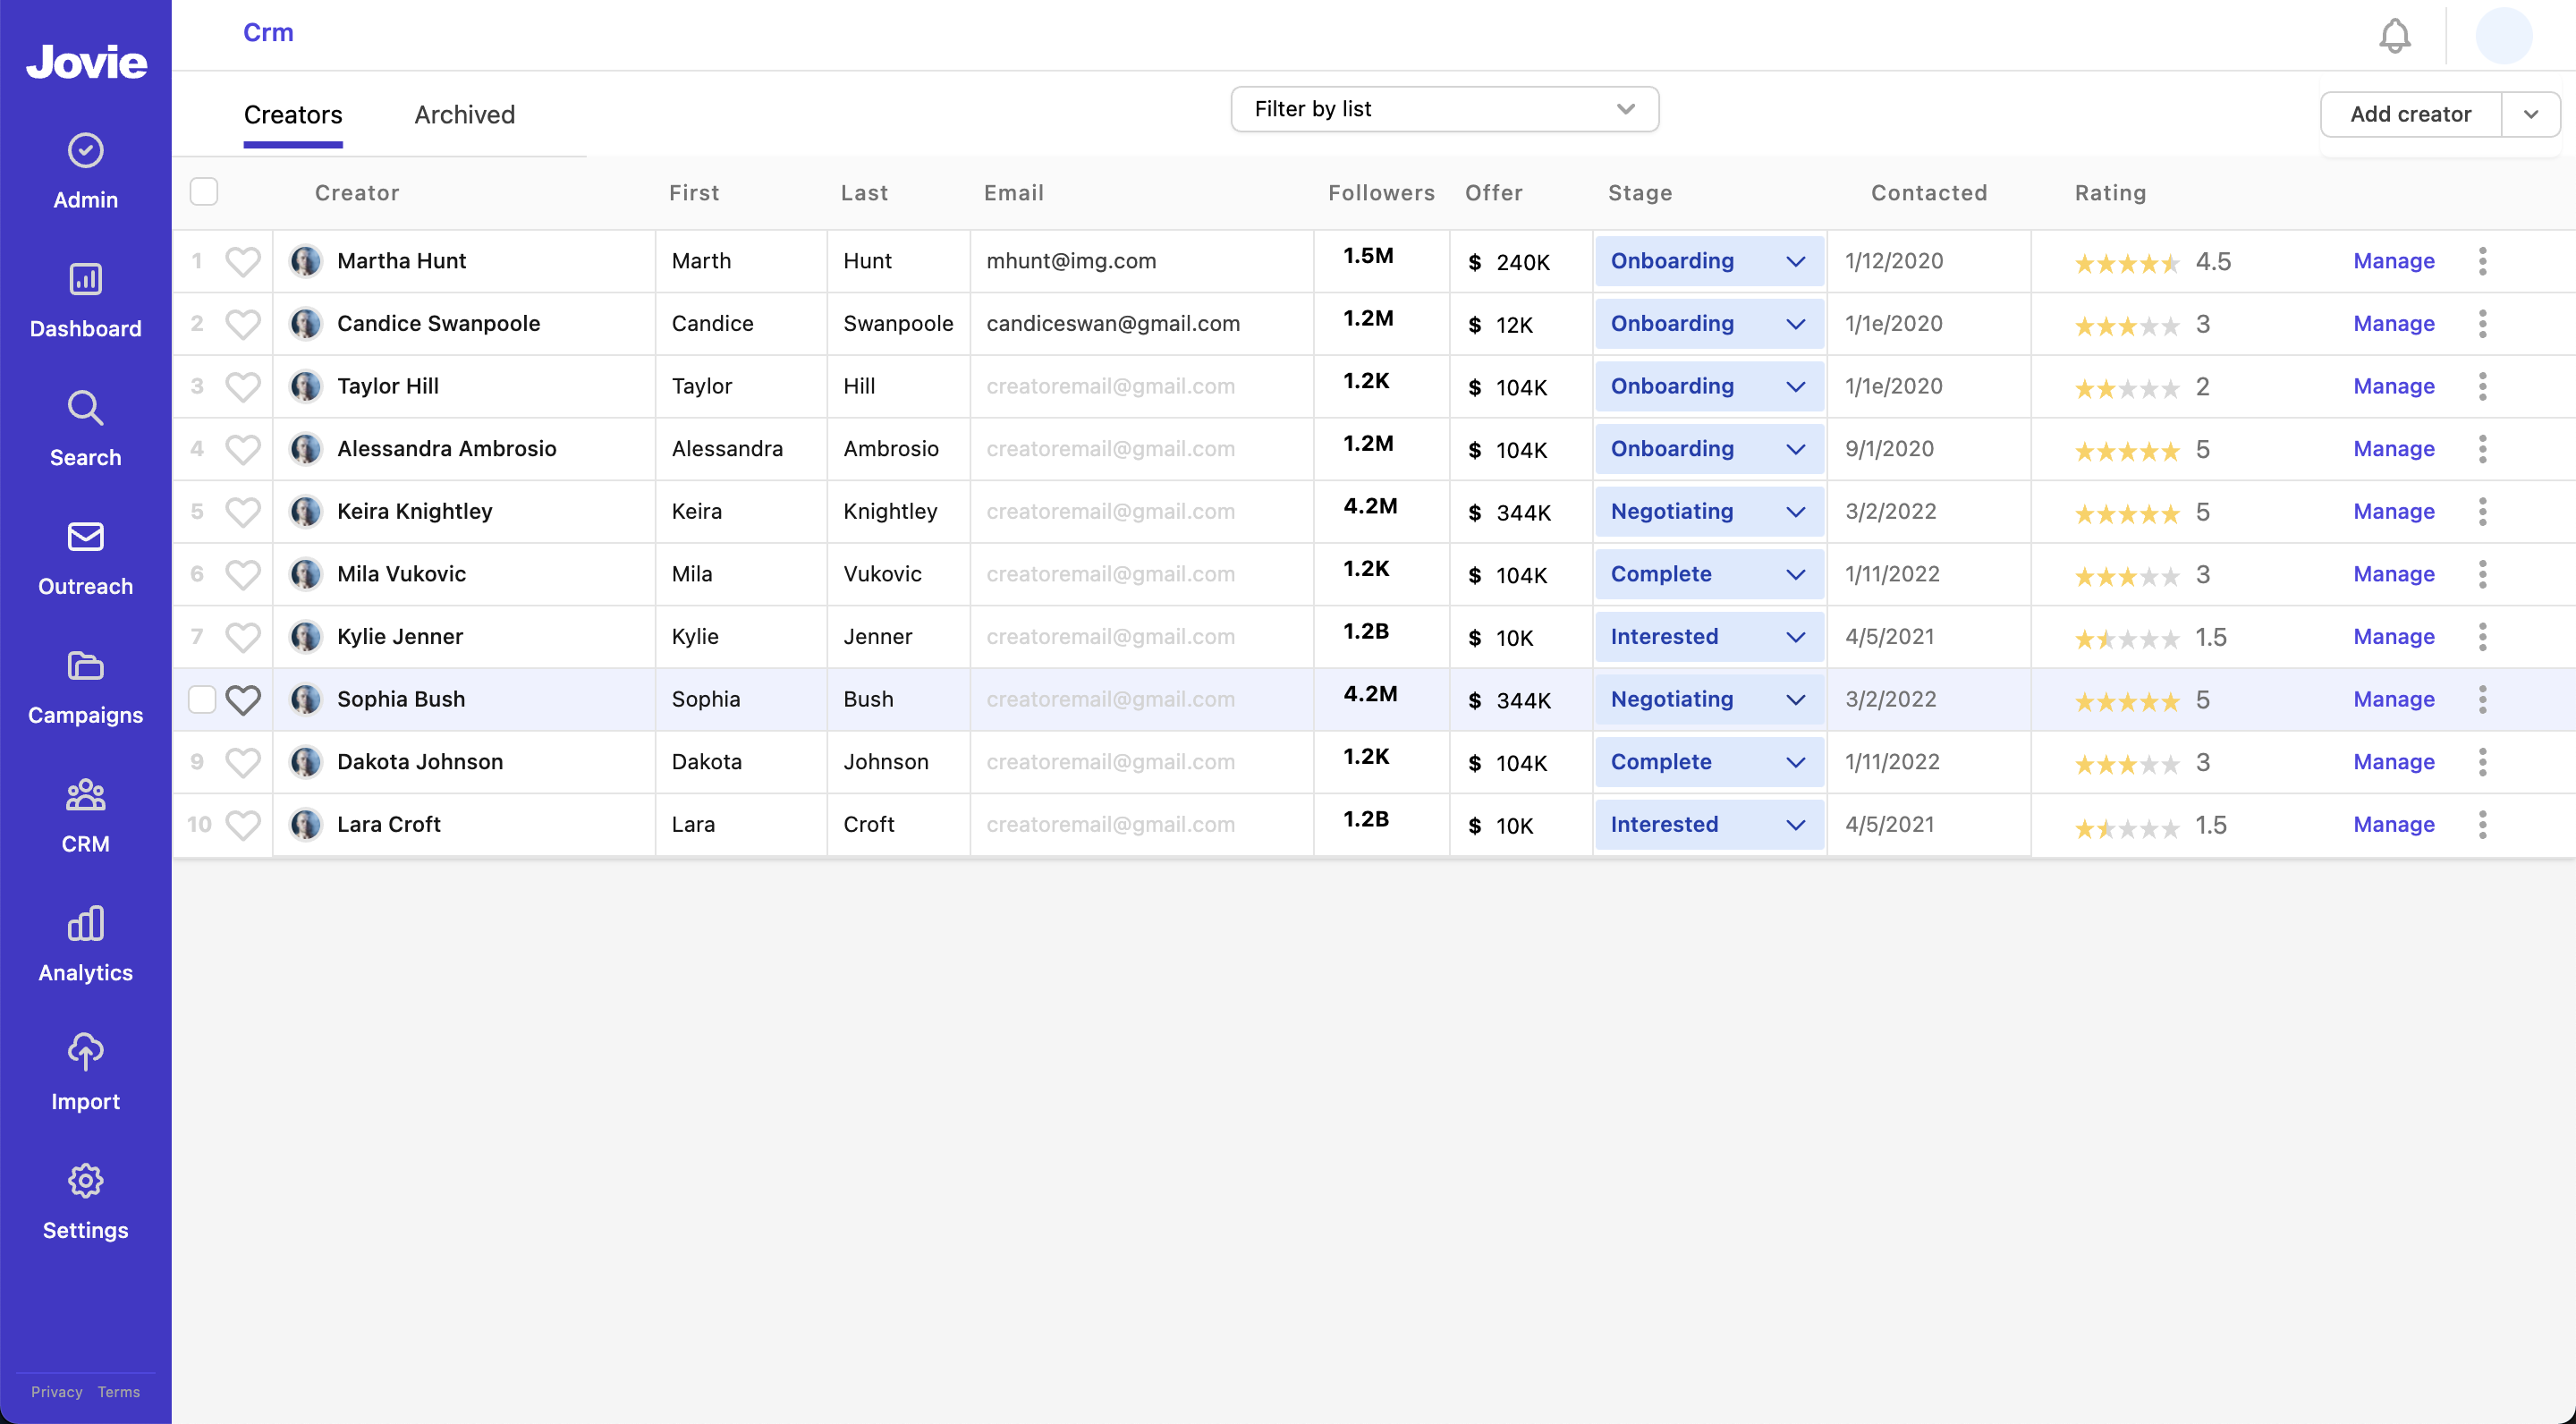 Jovie
Admin
Dashboard
Search
Outreach
Campaigns
CRM
Analytics
Import
Settings
Privacy Terms
Crm
Creators Archived Filter by list Add creator
Creator First Last Email Followers Offer Stage Contacted Rating
1 Martha Hunt Marth Hunt mhunt@img.com 1.5M $ 240K Onboarding 1/12/2020 4.5 Manage
2 Candice Swanpoole Candice Swanpoole candiceswan@gmail.com 1.2M $ 12K Onboarding 1/1e/2020 3 Manage
3 Taylor Hill Taylor Hill creatoremail@gmail.com 1.2K $ 104K Onboarding 1/1e/2020 2 Manage
4 Alessandra Ambrosio Alessandra Ambrosio creatoremail@gmail.com 1.2M $ 104K Onboarding 9/1/2020 5 Manage
5 Keira Knightley Keira Knightley creatoremail@gmail.com 4.2M $ 344K Negotiating 3/2/2022 5 Manage
6 Mila Vukovic Mila Vukovic creatoremail@gmail.com 1.2K $ 104K Complete 1/11/2022 3 Manage
7 Kylie Jenner Kylie Jenner creatoremail@gmail.com 1.2B $ 10K Interested 4/5/2021 1.5 Manage
Sophia Bush Sophia Bush creatoremail@gmail.com 4.2M $ 344K Negotiating 3/2/2022 5 Manage
9 Dakota Johnson Dakota Johnson creatoremail@gmail.com 1.2K $ 104K Complete 1/11/2022 3 Manage
10 Lara Croft Lara Croft creatoremail@gmail.com 1.2B $ 10K Interested 4/5/2021 1.5 Manage